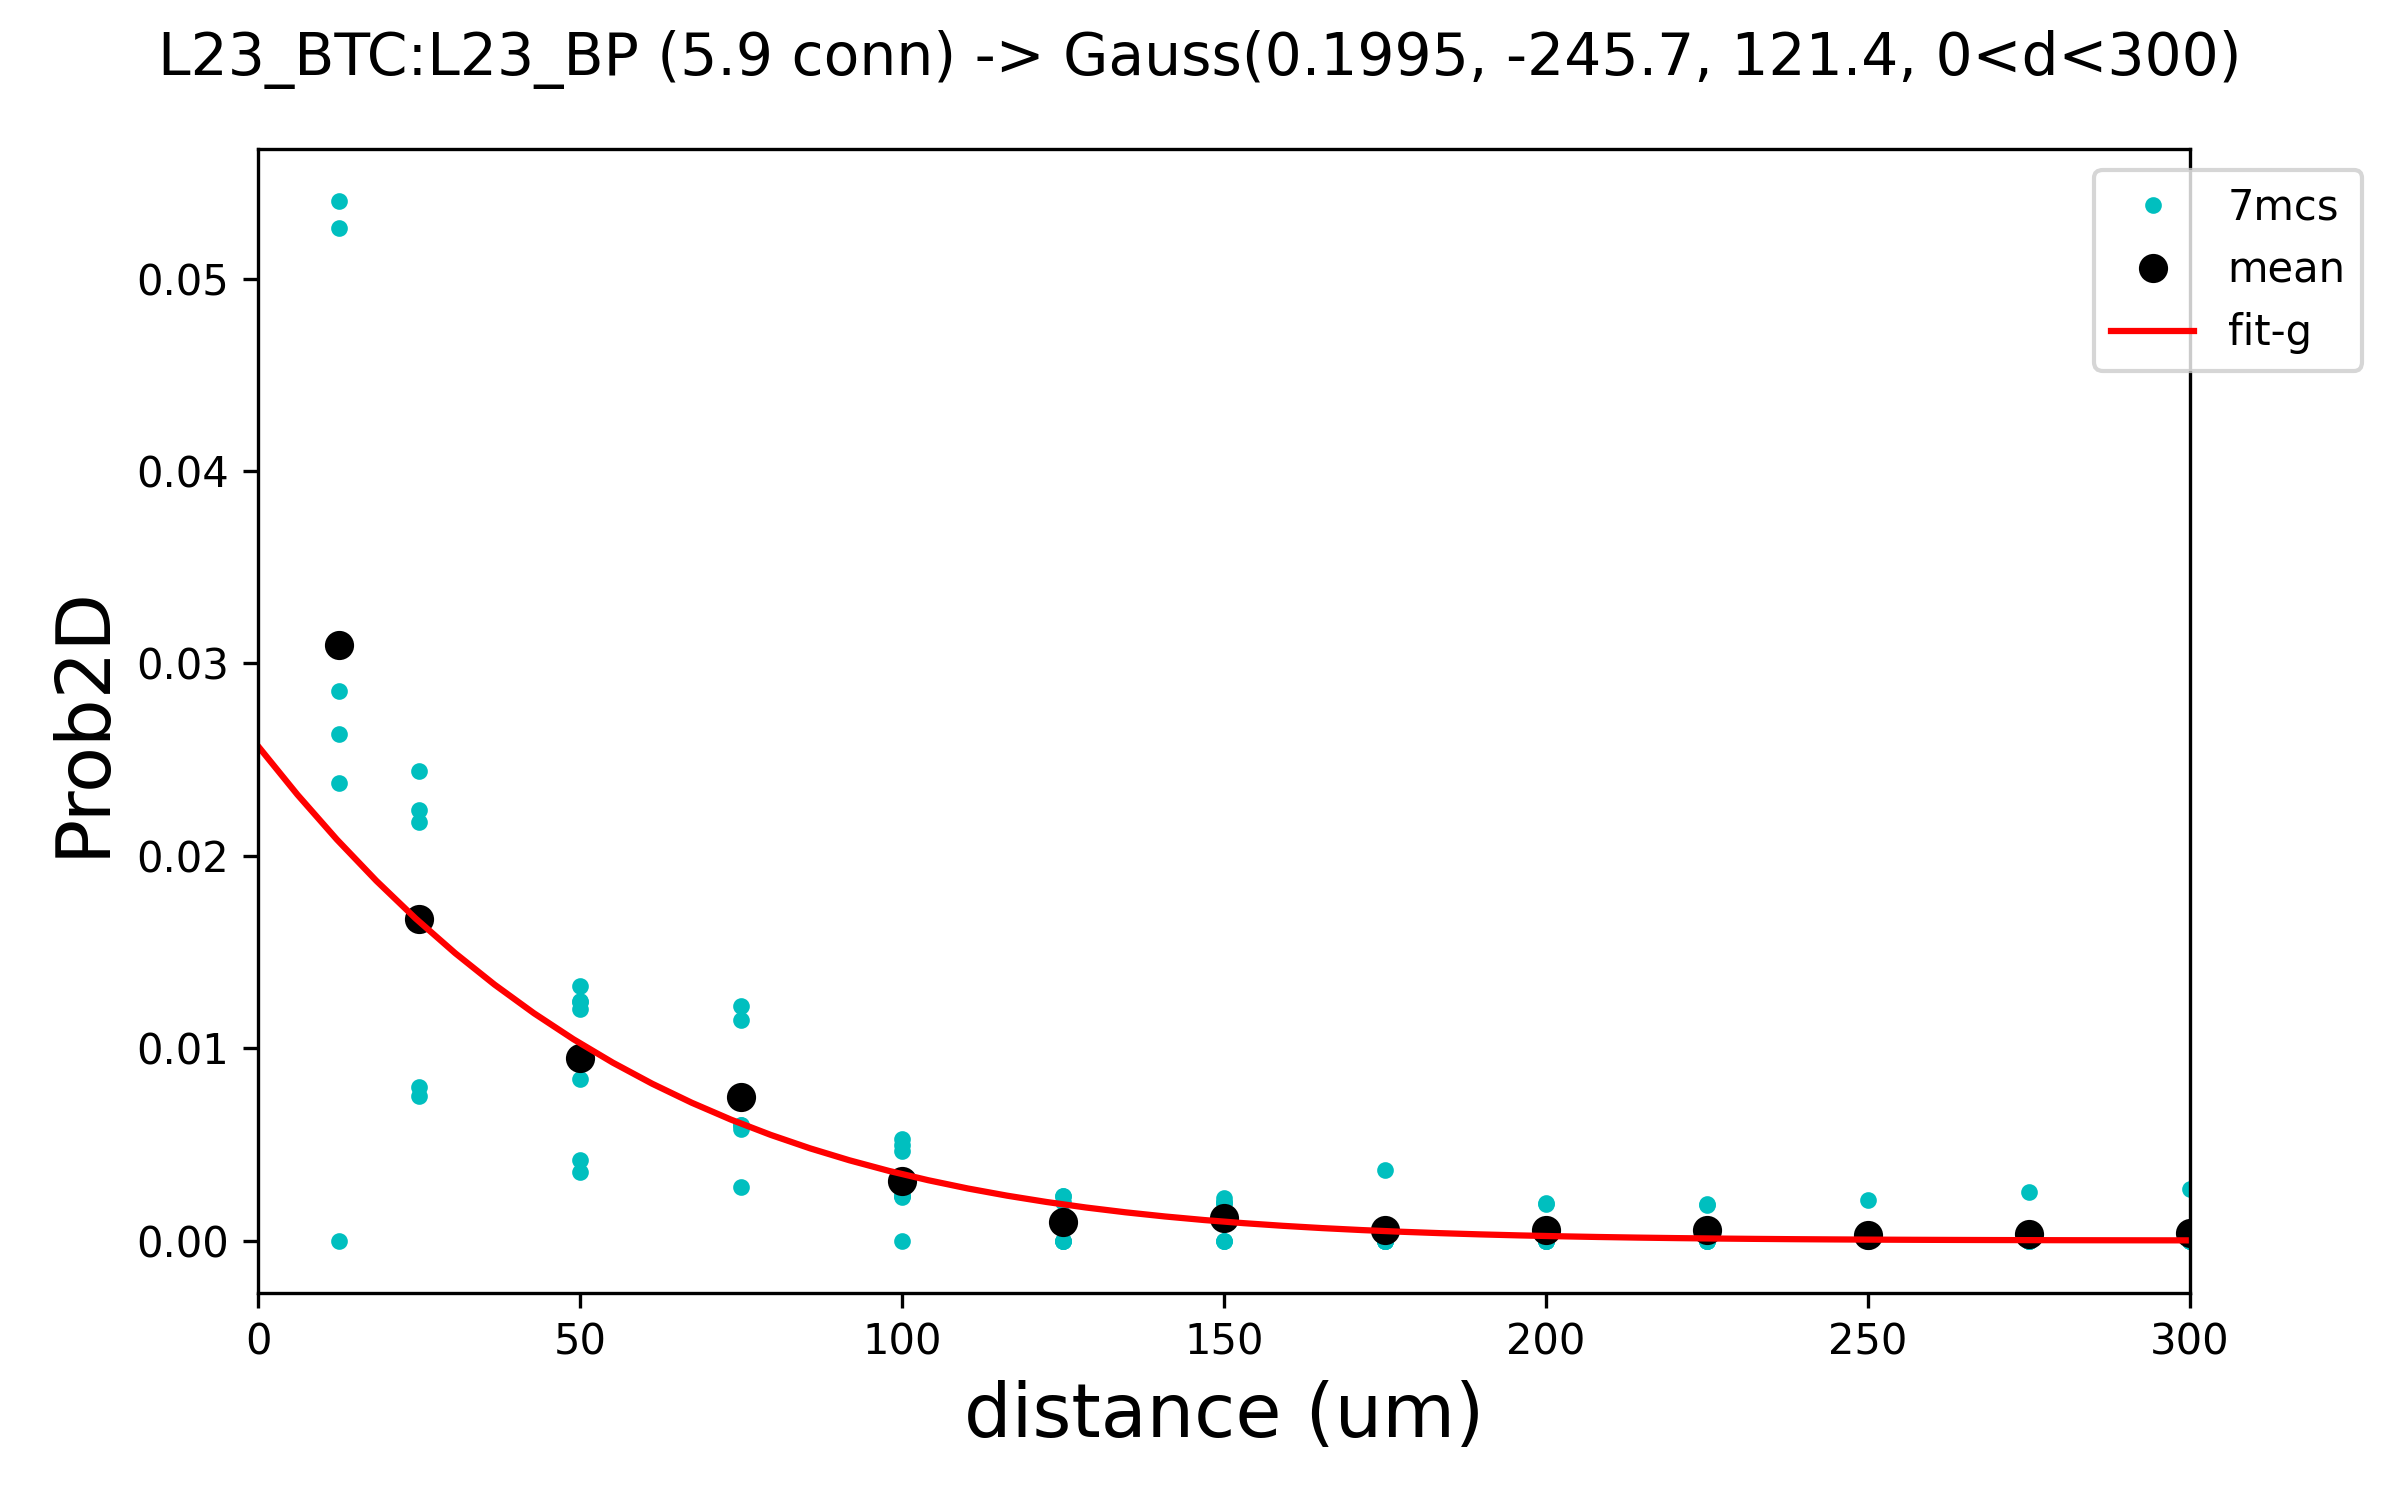 L23_BTC:L23_BP (5.9 conn) -> Gauss(0.1995, -245.7, 121.4, 0<d<300)
7mcs
mean
fit-g
Prob2D
0.05
0.04
0.03
0.02
0.01
0.00
0 50 100 150 200 250 300
distance (um)